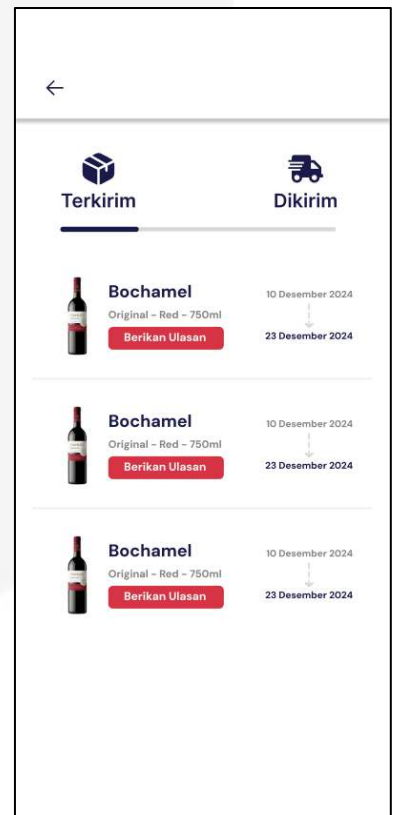 Terkirim
Dikirim
Bochamel
Original - Red - 750ml
Berikan Ulasan
10 Desember 2024
23 Desember 2024
Bochamel
Original - Red - 750ml
Berikan Ulasan
10 Desember 2024
23 Desember 2024
Bochamel
Original - Red - 750ml
Berikan Ulasan
10 Desember 2024
23 Desember 2024